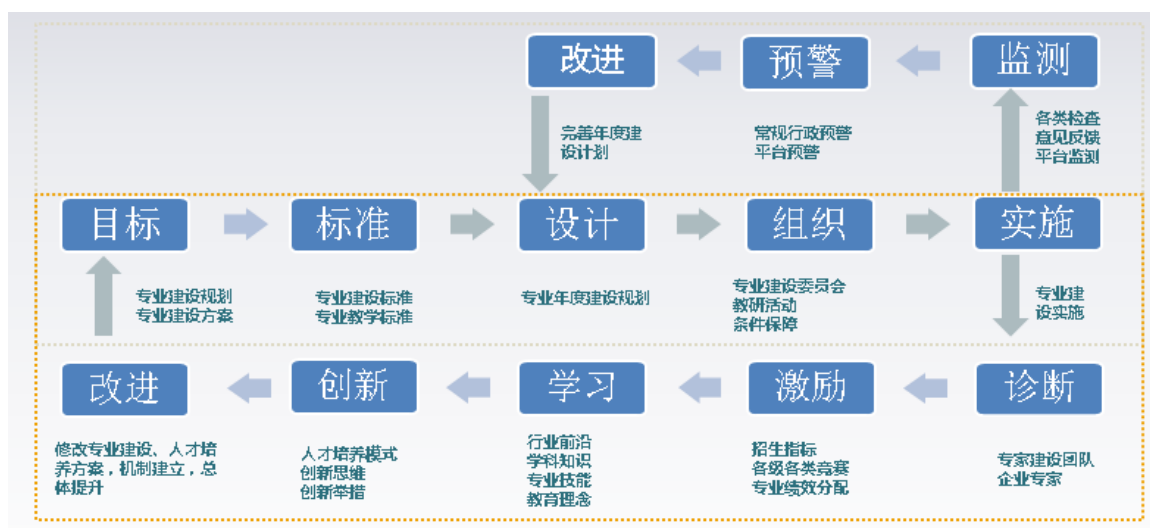 改进
预警
监测
完善年度建
设计划
常规行政预警
平台预警
各类检查
意见反馈
平台监测
目标
标准
设计
组织
实施
专业建设规划
专业建设方案
专业建设标准
专业教学标准
专业年度建设规划
专业建设委员会
教研活动
条件保障
专业建
设实施
改进
创新
学习
激励
诊断
修改专业建设、人才培
养方案，机制建立，总
体提升
人才培养模式
创新思维
创新举措
行业前沿
学科知识
专业技能
教育理念
招生指标
各级各类竞赛
专业绩效分配
专家建设团队
企业专家